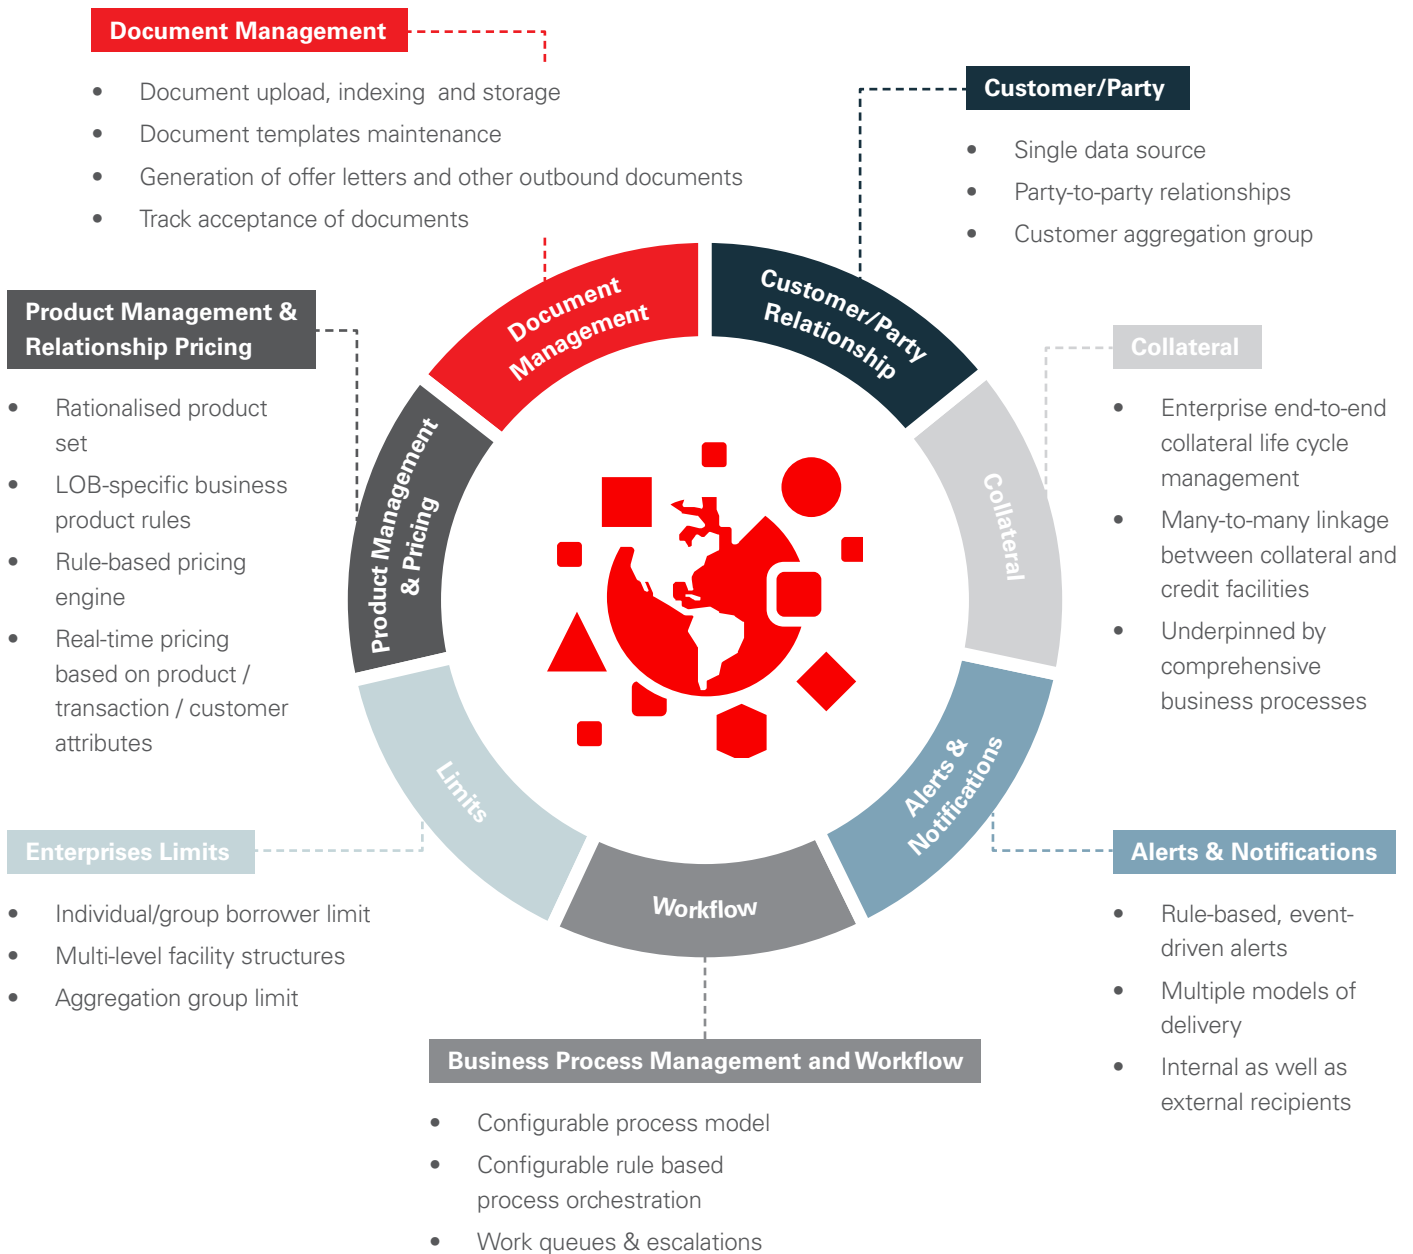 Document Management
• Document upload, indexing and storage
• Document templates maintenance
• Generation of offer letters and other outbound documents
• Track acceptance of documents
Customer/Party
• Single data source
• Party-to-party relationships
• Customer aggregation group
Product Management &
Relationship Pricing
• Rationalised product
set
• LOB-specific business
product rules
• Rule-based pricing
engine
• Real-time pricing
based on product /
transaction / customer
attributes
Document
Management
Customer/Party
Relationship
Product Management
& Pricing
Collateral
Limits
Alerts &
Notifications
Workflow
Collateral
• Enterprise end-to-end
collateral life cycle
management
• Many-to-many linkage
between collateral and
credit facilities
• Underpinned by
comprehensive
business processes
Enterprises Limits
• Individual/group borrower limit
• Multi-level facility structures
• Aggregation group limit
Alerts & Notifications
• Rule-based, event-
driven alerts
• Multiple models of
delivery
• Internal as well as
external recipients
Business Process Management and Workflow
• Configurable process model
• Configurable rule based
process orchestration
• Work queues & escalations